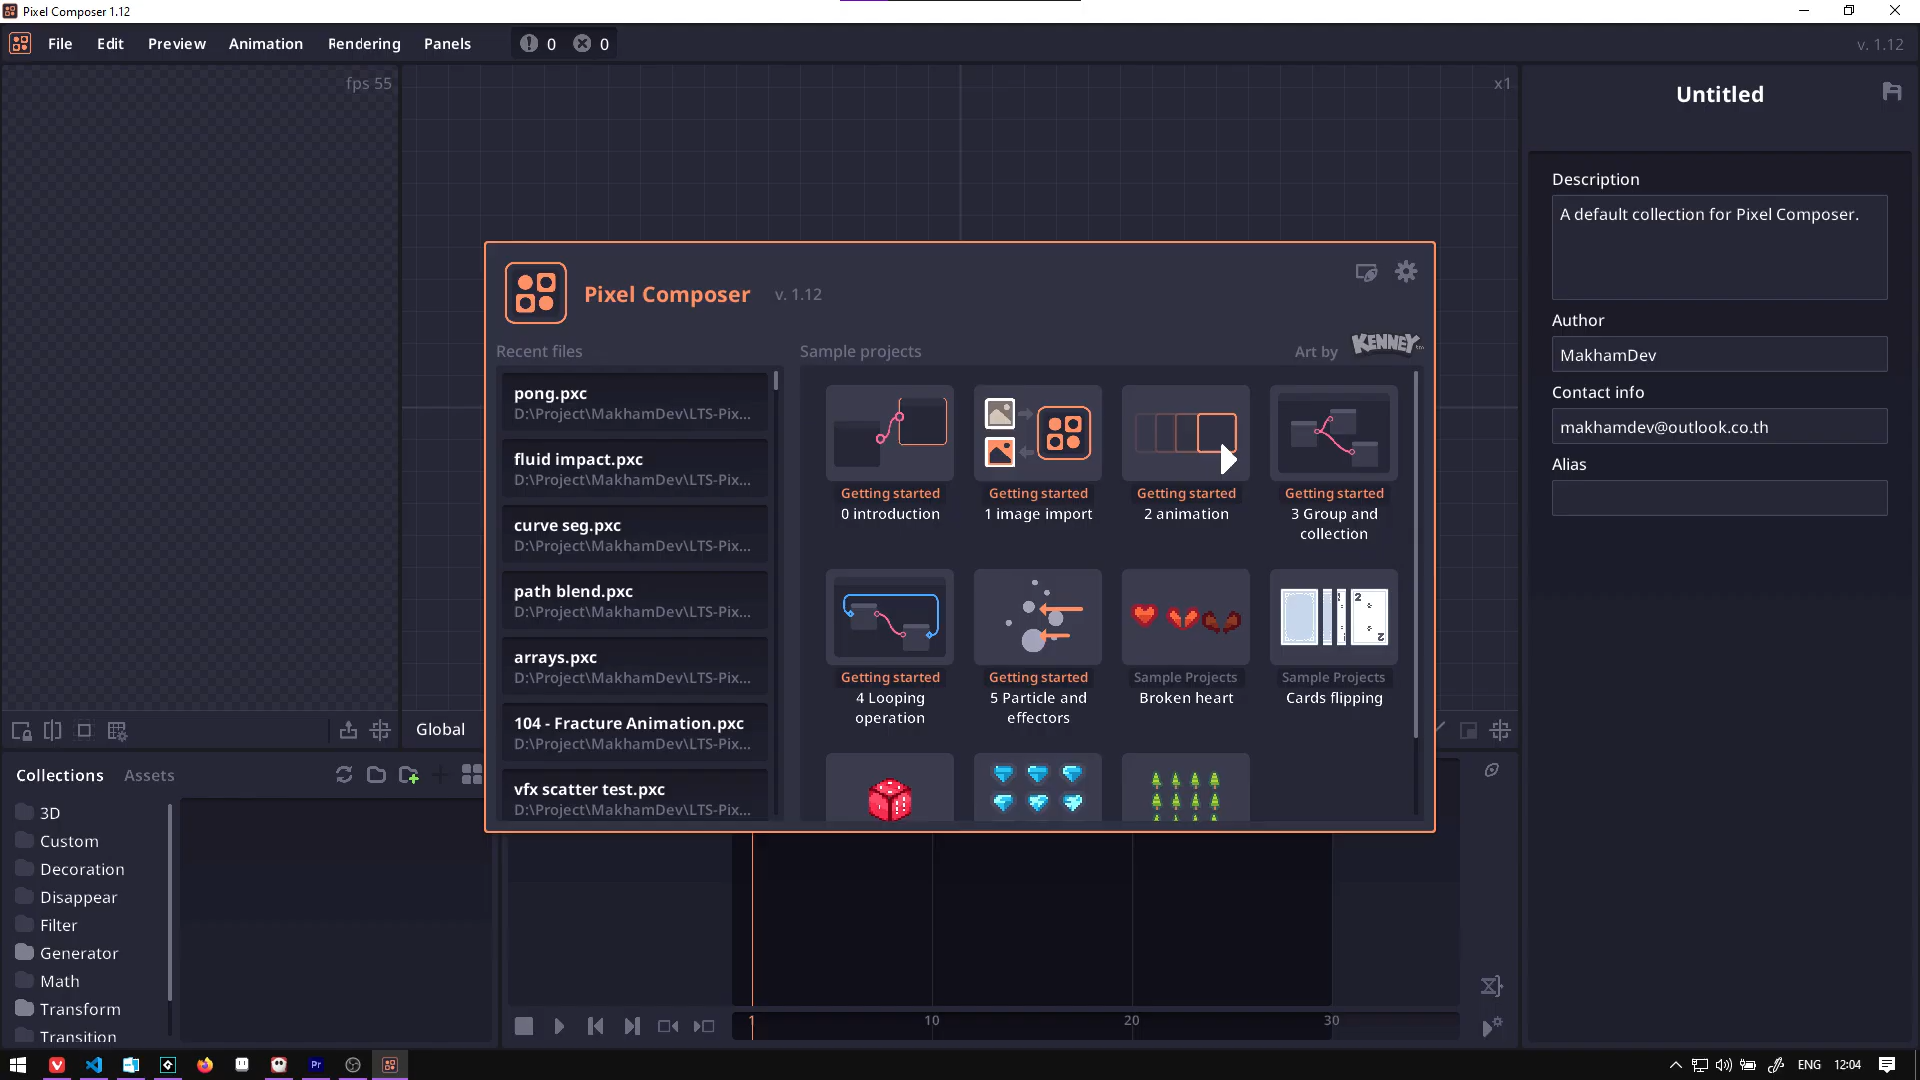 Pixel Composer 1.12
File Edit Preview Animation Rendering Panels 0 0 v. 1.12
fps 55
x1
Untitled
Description
A default collection for Pixel Composer.
Author
MakhamDev
Contact info
makhamdev@outlook.co.th
Alias
Pixel Composer v. 1.12
Recent files
pong.pxc
D:\Project\MakhamDev\LTS-Pix...
fluid impact.pxc
D:\Project\MakhamDev\LTS-Pix...
curve seg.pxc
D:\Project\MakhamDev\LTS-Pix...
path blend.pxc
D:\Project\MakhamDev\LTS-Pix...
arrays.pxc
D:\Project\MakhamDev\LTS-Pix...
104 - Fracture Animation.pxc
D:\Project\MakhamDev\LTS-Pix...
vfx scatter test.pxc
D:\Project\MakhamDev\LTS-Pix...
Sample projects
Art by KENNEY
Getting started
0 introduction
Getting started
1 image import
Getting started
2 animation
Getting started
3 Group and
collection
Getting started
4 Looping
operation
Getting started
5 Particle and
effectors
Sample Projects
Broken heart
2
2
Sample Projects
Cards flipping
Global
Collections Assets
3D
Custom
Decoration
Disappear
Filter
Generator
Math
Transform
Transition
1 10 20 30
Pr
ENG 12:04